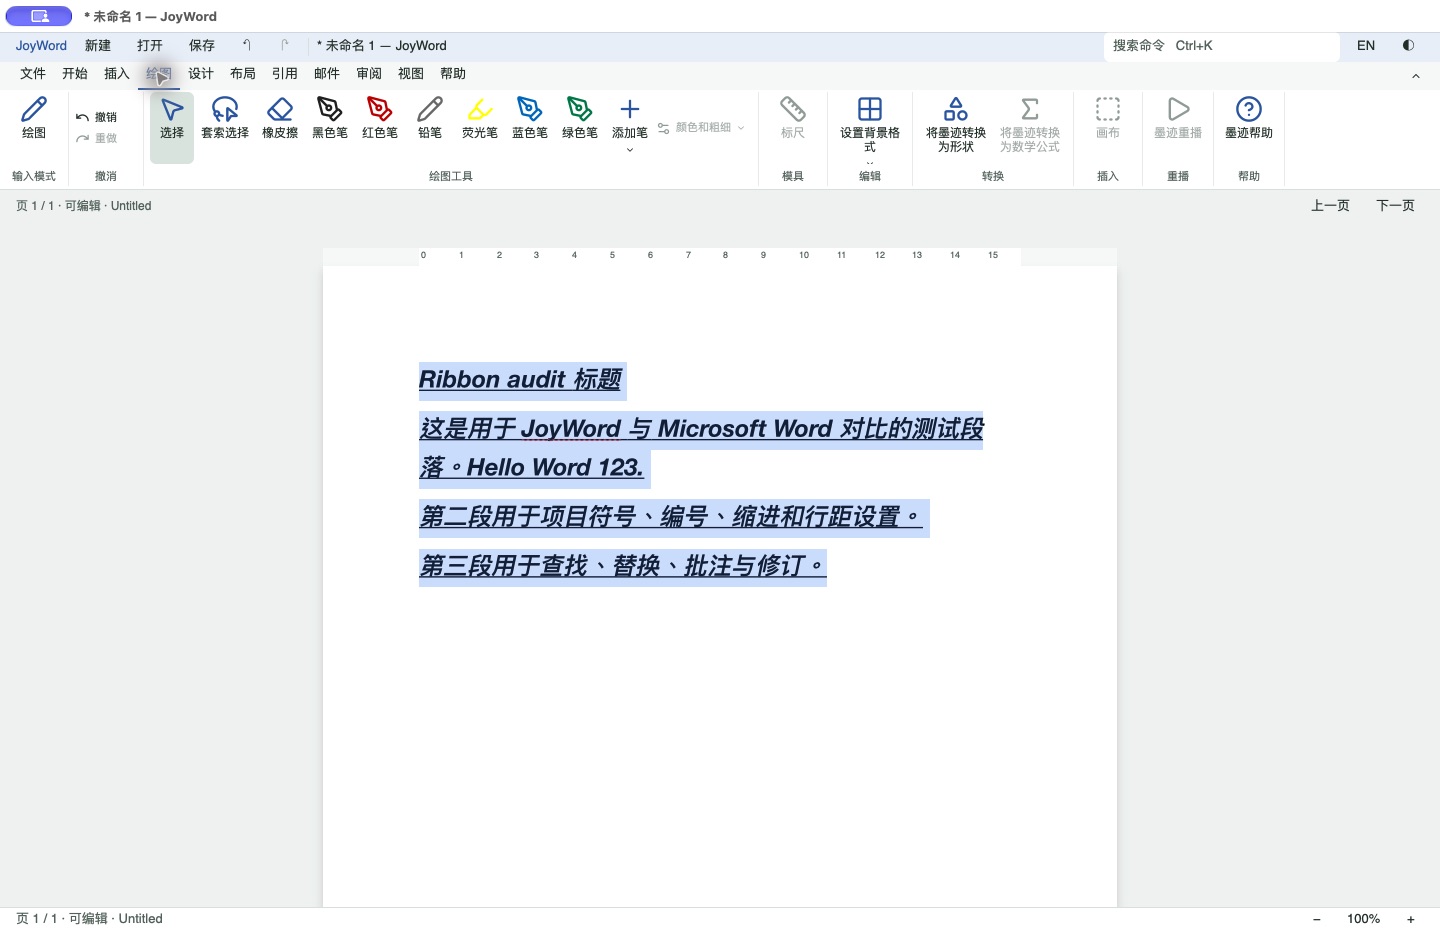 * 未命名 1 — JoyWord
JoyWord 新建 打开 保存 * 未命名 1 — JoyWord 搜索命令 Ctrl+K EN
文件 开始 插入 绘图 设计 布局 引用 邮件 审阅 视图 帮助
绘图
输入模式
撤销
重做
撤消
选择 套索选择 橡皮擦 黑色笔 红色笔 铅笔 荧光笔 蓝色笔 绿色笔 添加笔 颜色和粗细
绘图工具
标尺
模具
设置背景格
式
编辑
将墨迹转换
为形状
将墨迹转换
为数学公式
转换
画布
插入
墨迹重播
重播
墨迹帮助
帮助
页 1 / 1 · 可编辑 · Untitled 上一页 下一页
0 1 2 3 4 5 6 7 8 9 10 11 12 13 14 15
Ribbon audit 标题
这是用于 JoyWord 与 Microsoft Word 对比的测试段
落。Hello Word 123.
第二段用于项目符号、编号、缩进和行距设置。
第三段用于查找、替换、批注与修订。
页 1 / 1 · 可编辑 · Untitled − 100% +